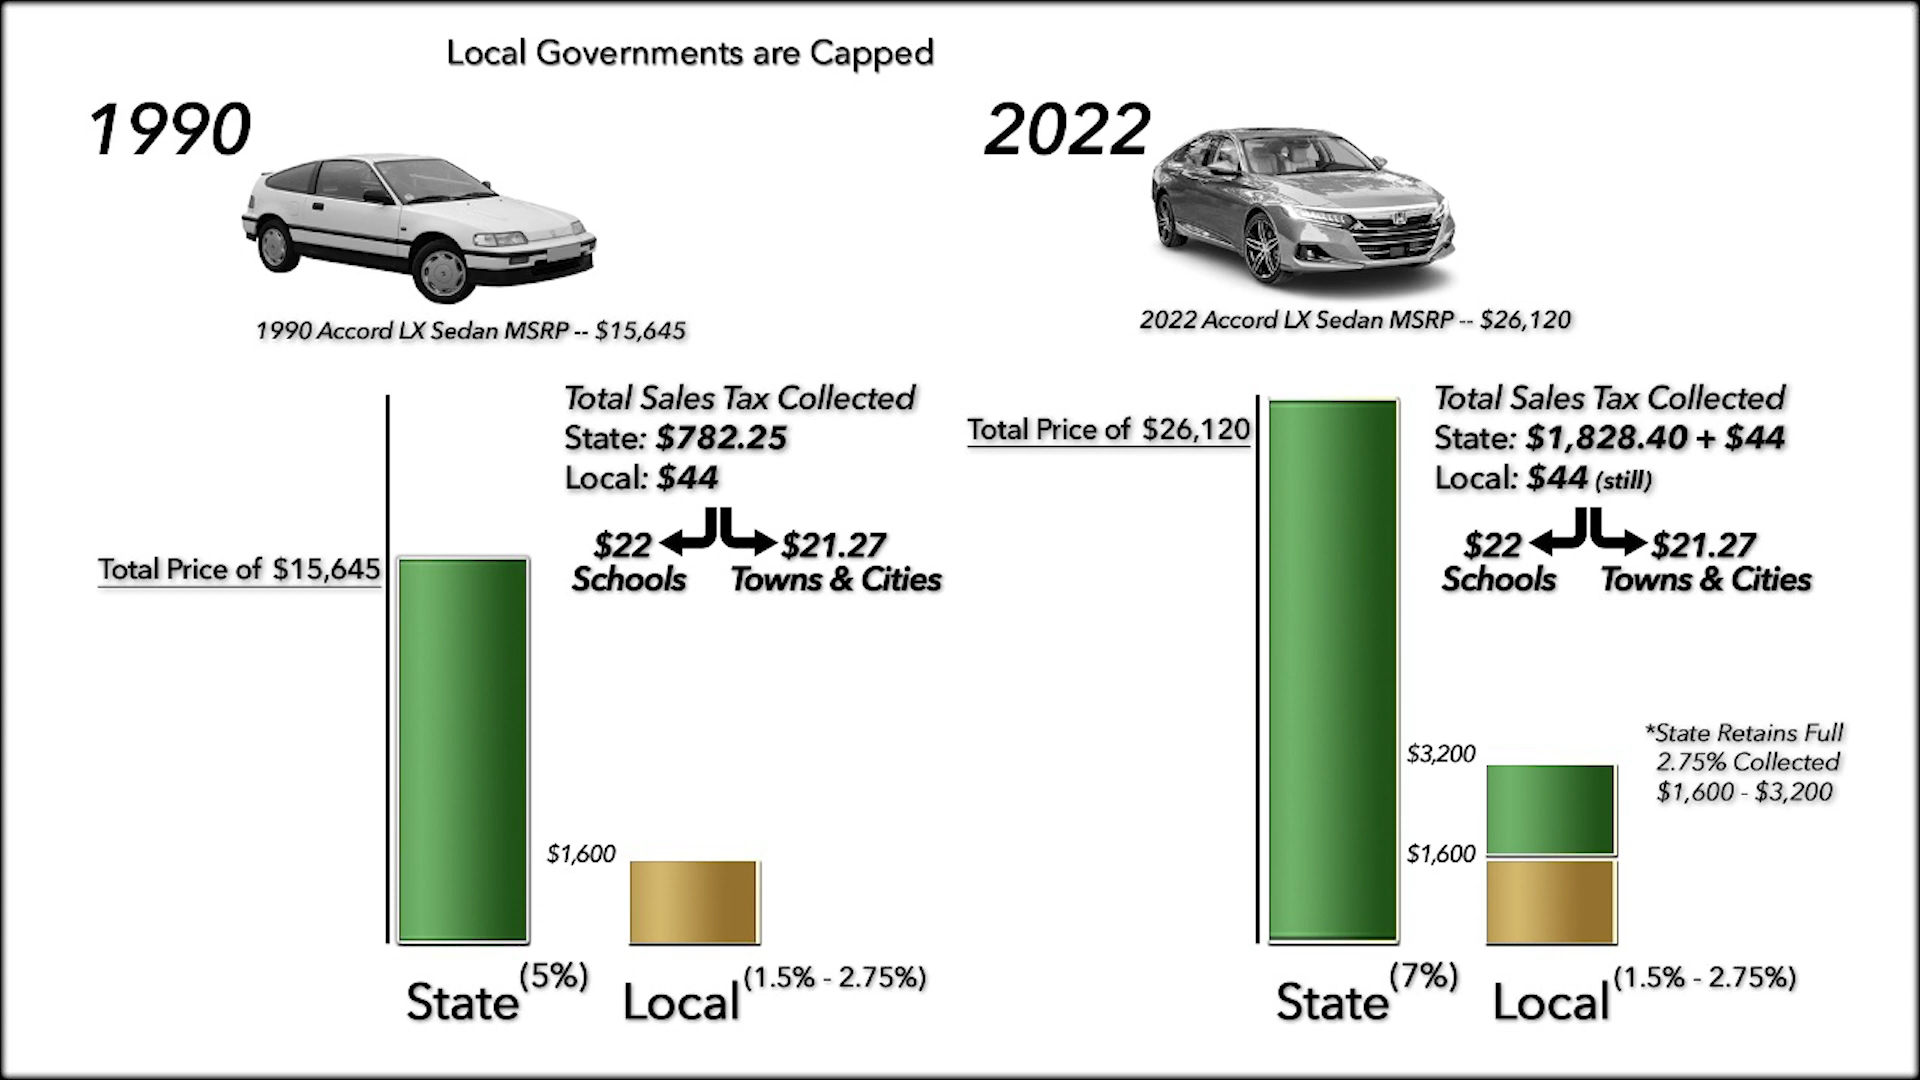 Local Governments are Capped
1990
1990 Accord LX Sedan MSRP -- $15,645
Total Sales Tax Collected
State: $782.25
Local: $44
$22
Schools
$21.27
Towns & Cities
Total Price of $15,645
$1,600
State (5%)
Local (1.5% - 2.75%)
2022
2022 Accord LX Sedan MSRP -- $26,120
Total Price of $26,120
Total Sales Tax Collected
State: $1,828.40 + $44
Local: $44 (still)
$22
Schools
$21.27
Towns & Cities
$3,200
$1,600
*State Retains Full
2.75% Collected
$1,600 - $3,200
State (7%)
Local (1.5% - 2.75%)